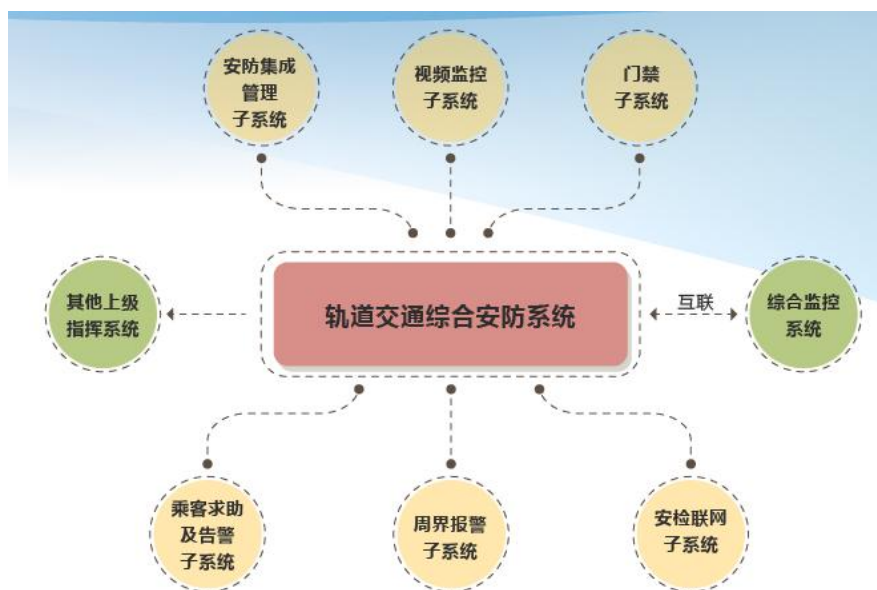 安防集成
管理
子系统
视频监控
子系统
门禁
子系统
其他上级
指挥系统
轨道交通综合安防系统
互联
综合监控
系统
乘客求助
及告警
子系统
周界报警
子系统
安检联网
子系统